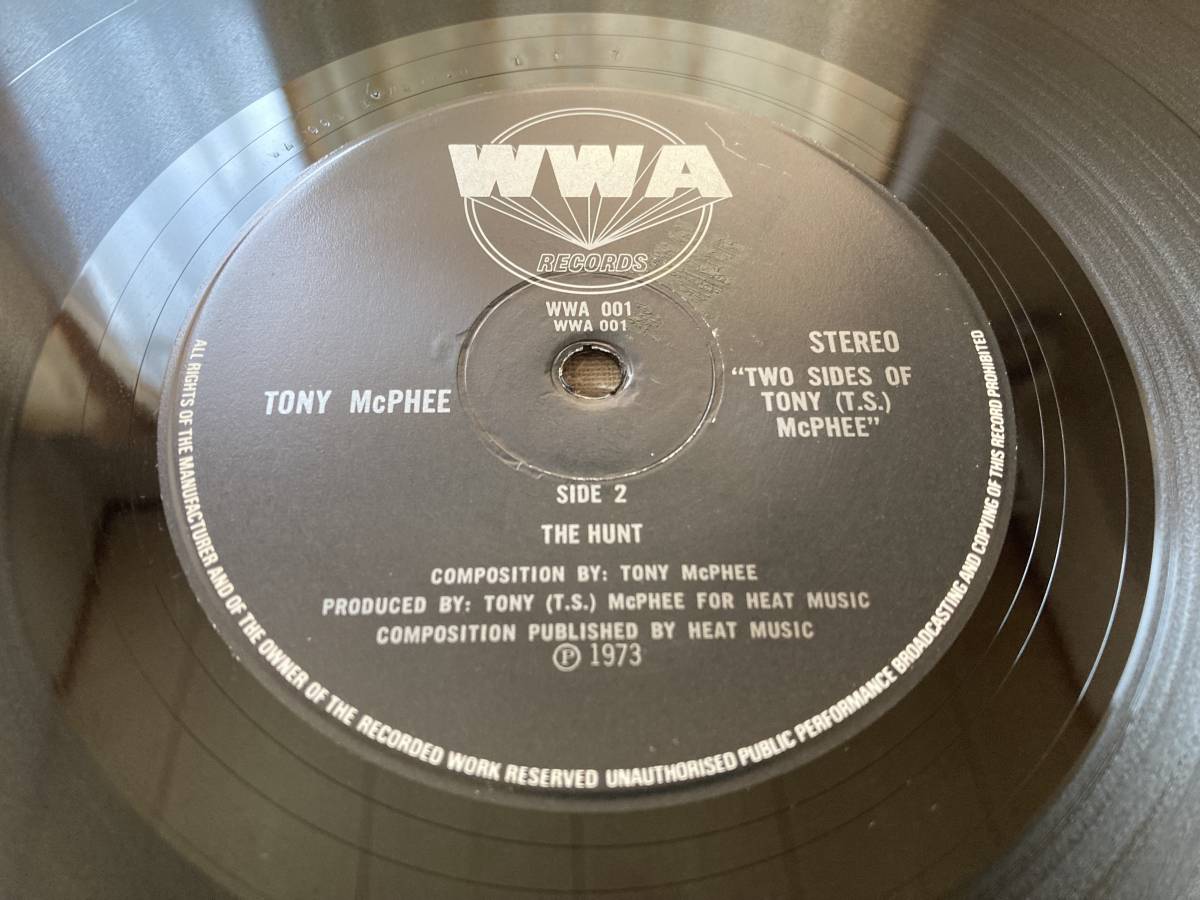 WWA
RECORDS
WWA 001
WWA 001
STEREO
"TWO SIDES OF
TONY (T.S.)
McPHEE"
TONY McPHEE
SIDE 2
THE HUNT
COMPOSITION BY: TONY McPHEE
PRODUCED BY: TONY (T.S.) McPHEE FOR HEAT MUSIC
COMPOSITION PUBLISHED BY HEAT MUSIC
Ⓟ 1973
ALL RIGHTS OF THE MANUFACTURER AND OF THE OWNER OF THE RECORDED WORK RESERVED UNAUTHORISED PUBLIC PERFORMANCE BROADCASTING AND COPYING OF THIS RECORD PROHIBITED